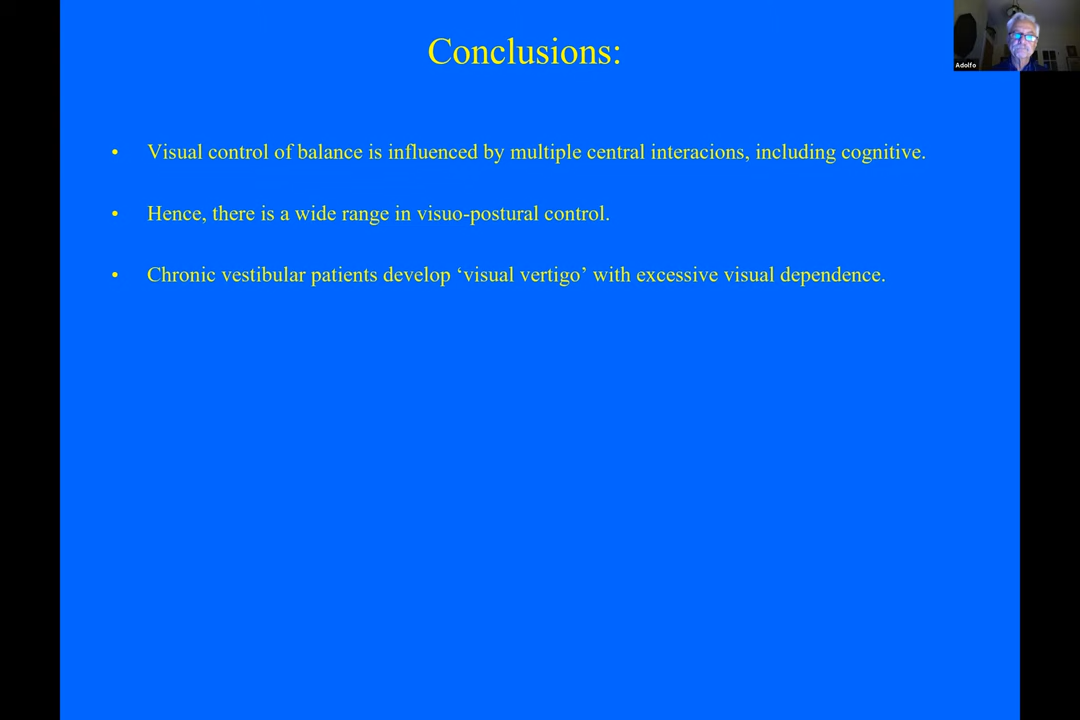 Conclusions:
Adolfo
• Visual control of balance is influenced by multiple central interacions, including cognitive.
• Hence, there is a wide range in visuo-postural control.
• Chronic vestibular patients develop ‘visual vertigo’ with excessive visual dependence.